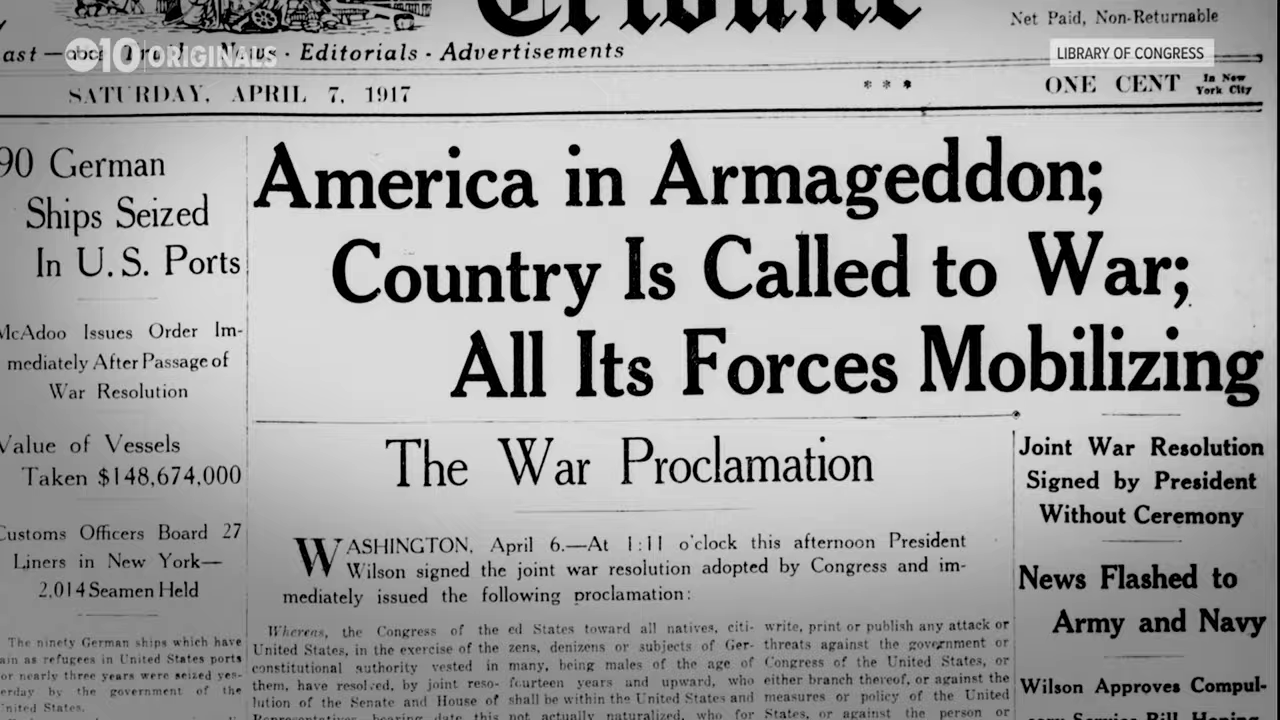 Tribune
Net Paid, Non-Returnable
News · Editorials · Advertisements
10 | ORIGINALS
LIBRARY OF CONGRESS
SATURDAY, APRIL 7, 1917
* * *
ONE CENT In New York City
90 German
Ships Seized
In U. S. Ports
McAdoo Issues Order Im-
mediately After Passage of
War Resolution
Value of Vessels
Taken $148,674,000
Customs Officers Board 27
Liners in New York—
2,014 Seamen Held
The ninety German ships which have
as refugees in United States ports
or nearly three years were seized yes-
erday by the government of the
United States.
America in Armageddon;
Country Is Called to War;
All Its Forces Mobilizing
The War Proclamation
WASHINGTON, April 6.—At 1:11 o'clock this afternoon President
Wilson signed the joint war resolution adopted by Congress and im-
mediately issued the following proclamation:
Whereas, the Congress of the
United States, in the exercise of the
constitutional authority vested in
them, have resolved, by joint reso-
lution of the Senate and House of
Representatives, bearing date this
ed States toward all natives, citi-
zens, denizens or subjects of Ger-
many, being males of the age of
fourteen years and upward, who
shall be within the United States and
not actually naturalized, who for
write, print or publish any attack or
threats against the government or
Congress of the United States, or
either branch thereof, or against the
measures or policy of the United
States, or against the person or
Joint War Resolution
Signed by President
Without Ceremony
News Flashed to
Army and Navy
Wilson Approves Compul-
sory Service Bill, Hoping